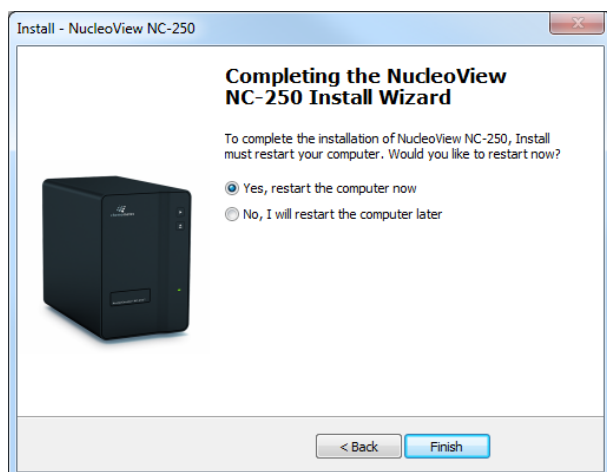 Install - NucleoView NC-250
Completing the NucleoView
NC-250 Install Wizard
To complete the installation of NucleoView NC-250, Install
must restart your computer. Would you like to restart now?
Yes, restart the computer now
No, I will restart the computer later
< Back
Finish